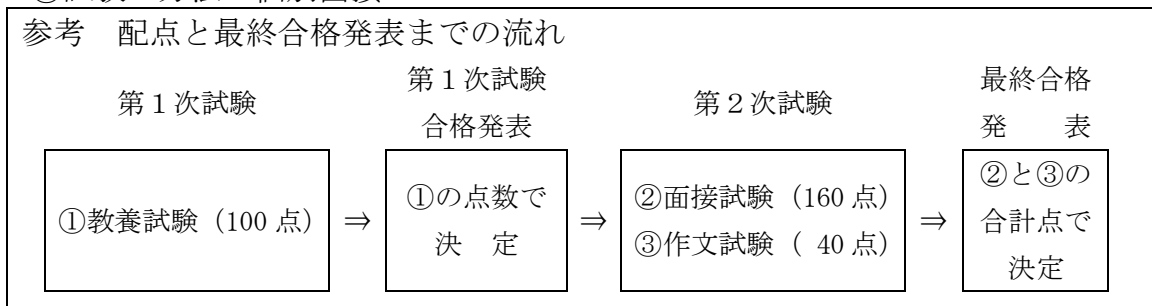 参考　配点と最終合格発表までの流れ
第１次試験
第１次試験
合格発表
第２次試験
最終合格
発　　表
①教養試験（100 点）
⇒
①の点数で
決　定
⇒
②面接試験（160 点）
③作文試験（ 40 点）
⇒
②と③の
合計点で
決定